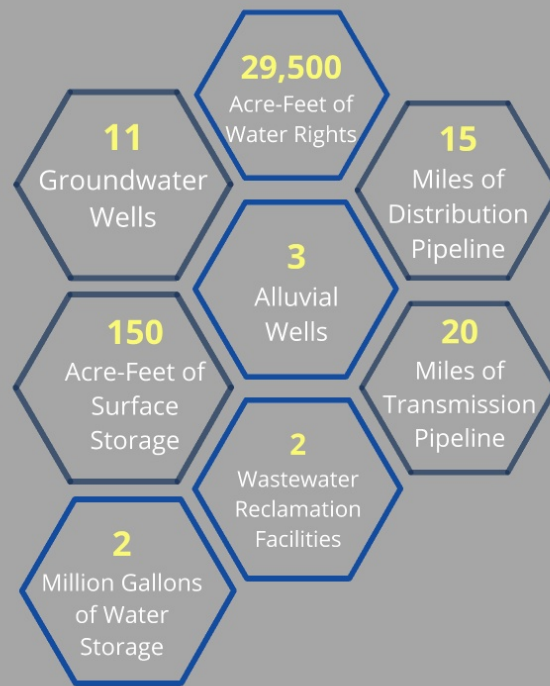 29,500
Acre-Feet of
Water Rights
11
Groundwater
Wells
15
Miles of
Distribution
Pipeline
3
Alluvial
Wells
150
Acre-Feet of
Surface
Storage
20
Miles of
Transmission
Pipeline
2
Wastewater
Reclamation
Facilities
2
Million Gallons
of Water
Storage